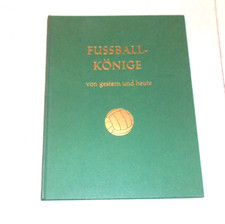 FUSSBALL-
KÖNIGE
von gestern und heute